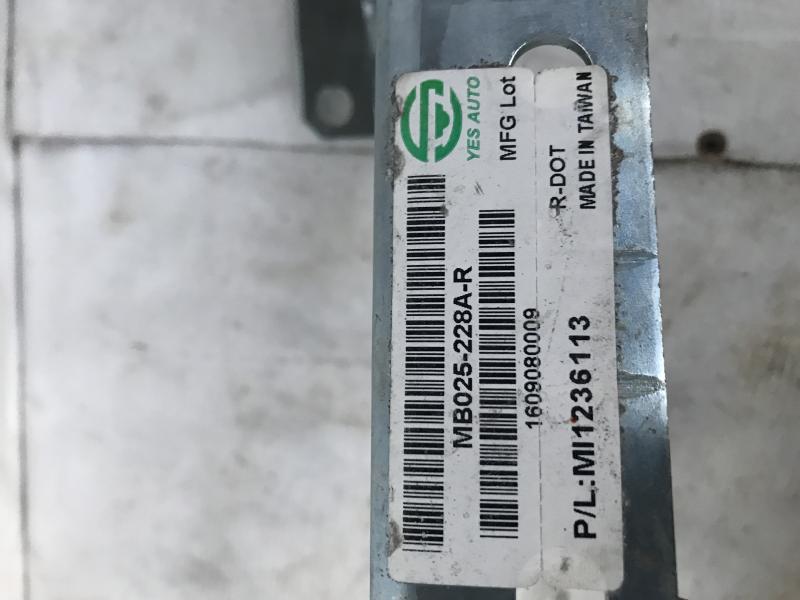 YES AUTO
MFG Lot
MB025-228A-R
1609080009
R-DOT
MADE IN TAIWAN
P/L:MI1236113